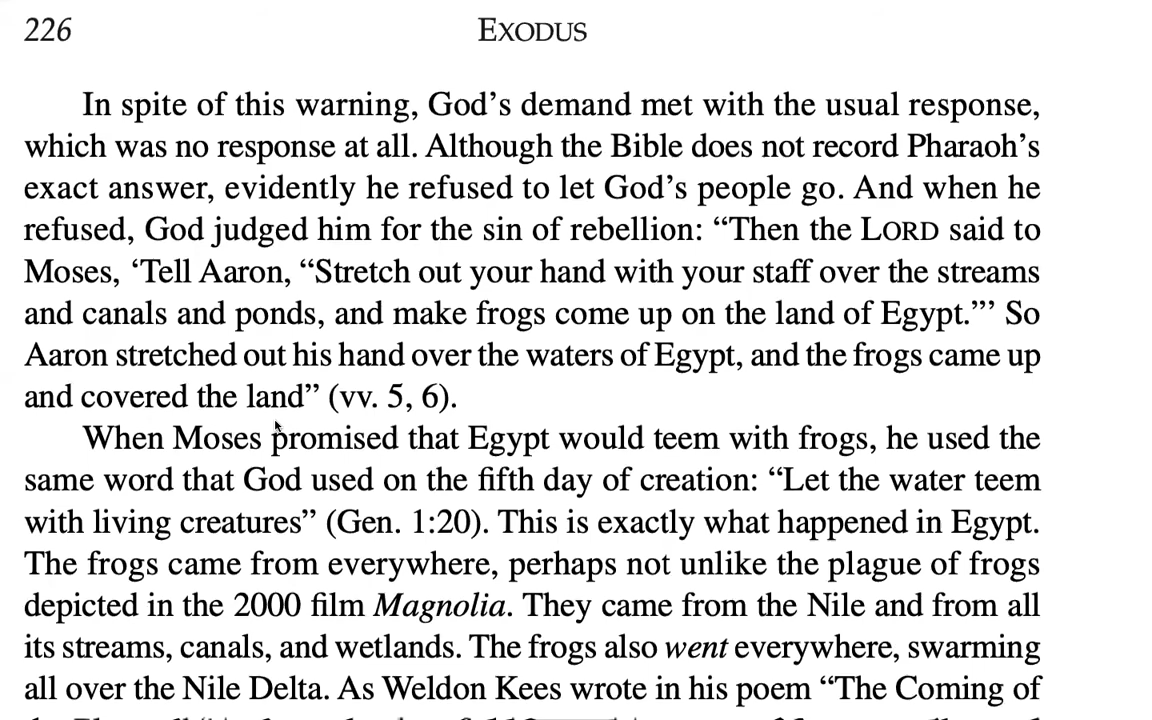 226
EXODUS
In spite of this warning, God’s demand met with the usual response,
which was no response at all. Although the Bible does not record Pharaoh’s
exact answer, evidently he refused to let God’s people go. And when he
refused, God judged him for the sin of rebellion: “Then the LORD said to
Moses, ‘Tell Aaron, “Stretch out your hand with your staff over the streams
and canals and ponds, and make frogs come up on the land of Egypt.”’ So
Aaron stretched out his hand over the waters of Egypt, and the frogs came up
and covered the land” (vv. 5, 6).
When Moses promised that Egypt would teem with frogs, he used the
same word that God used on the fifth day of creation: “Let the water teem
with living creatures” (Gen. 1:20). This is exactly what happened in Egypt.
The frogs came from everywhere, perhaps not unlike the plague of frogs
depicted in the 2000 film Magnolia. They came from the Nile and from all
its streams, canals, and wetlands. The frogs also went everywhere, swarming
all over the Nile Delta. As Weldon Kees wrote in his poem “The Coming of